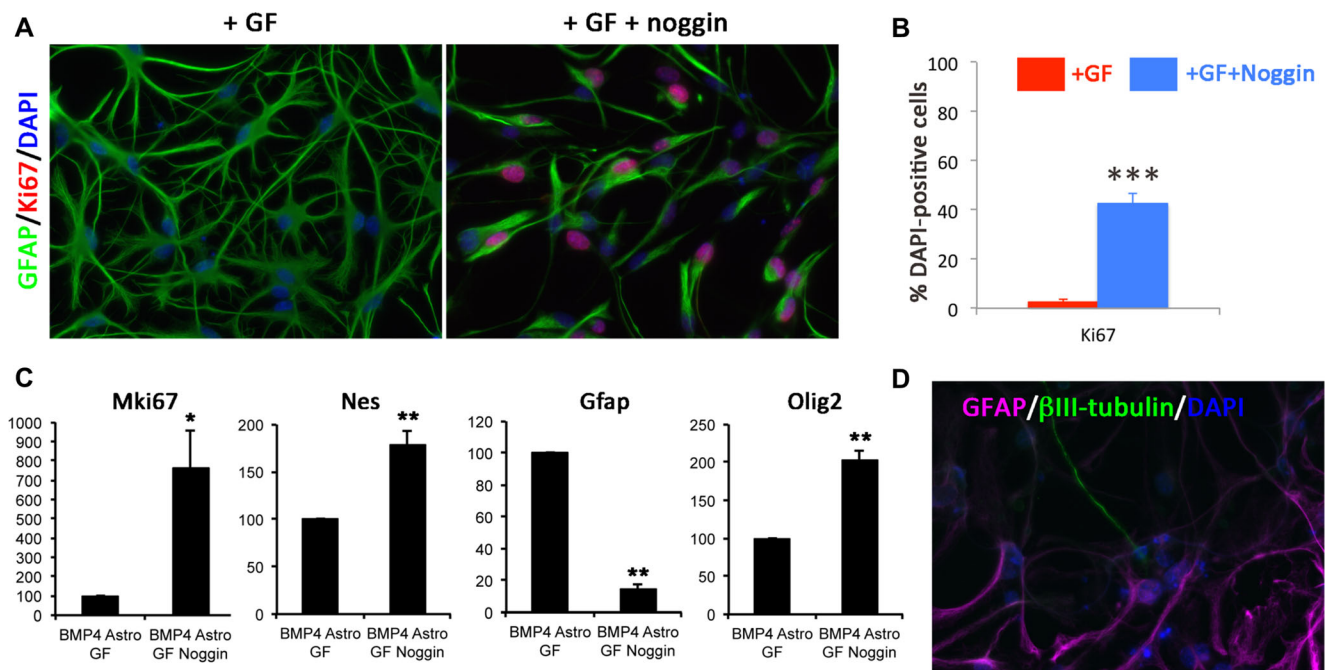 A
+ GF
+ GF + noggin
GFAP/Ki67/DAPI
B
% DAPI-positive cells
100
80
60
40
20
0
+GF
+GF+Noggin
***
Ki67
C
Mki67
1000
900
800
700
600
500
400
300
200
100
0
*
BMP4 Astro
GF
BMP4 Astro
GF Noggin
Nes
200
150
100
50
0
**
BMP4 Astro
GF
BMP4 Astro
GF Noggin
Gfap
120
100
80
60
40
20
0
**
BMP4 Astro
GF
BMP4 Astro
GF Noggin
Olig2
250
200
150
100
50
0
**
BMP4 Astro
GF
BMP4 Astro
GF Noggin
D
GFAP/βIII-tubulin/DAPI